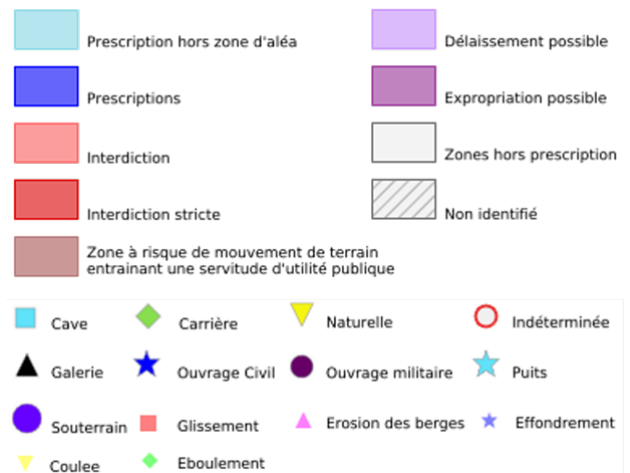 Prescription hors zone d'aléa
Délaissement possible
Prescriptions
Expropriation possible
Interdiction
Zones hors prescription
Interdiction stricte
Non identifié
Zone à risque de mouvement de terrain
entrainant une servitude d'utilité publique
Cave
Carrière
Naturelle
Indéterminée
Galerie
Ouvrage Civil
Ouvrage militaire
Puits
Souterrain
Glissement
Erosion des berges
Effondrement
Coulee
Eboulement